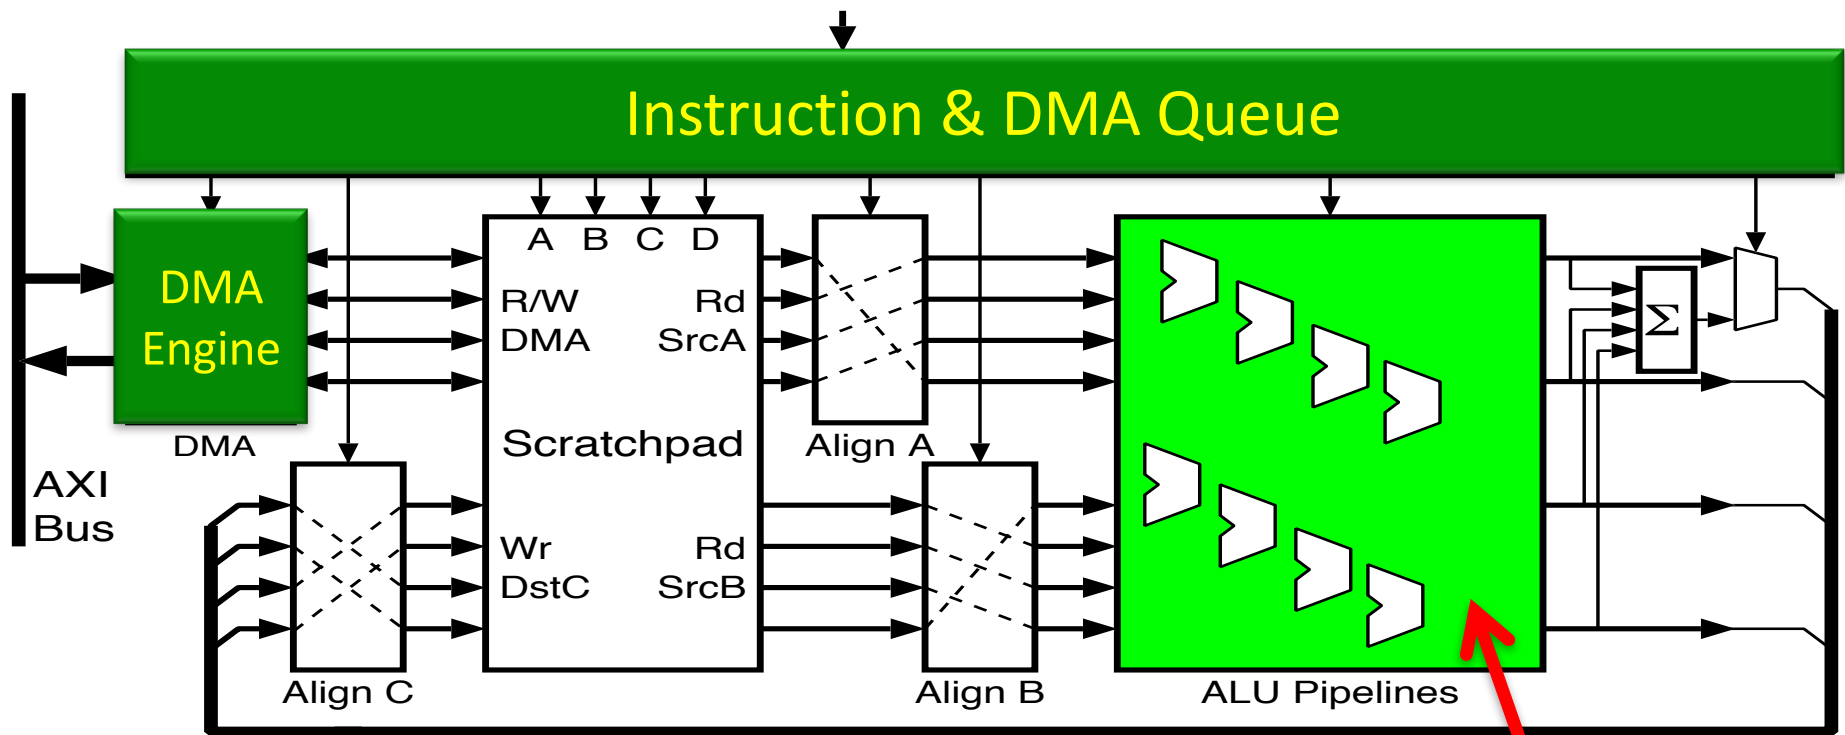 Instruction & DMA Queue
A B C D
DMA
Engine
R/W
DMA
Rd
SrcA
Σ
Scratchpad
DMA
Align A
AXI
Bus
Wr
DstC
Rd
SrcB
Align C
Align B
ALU Pipelines